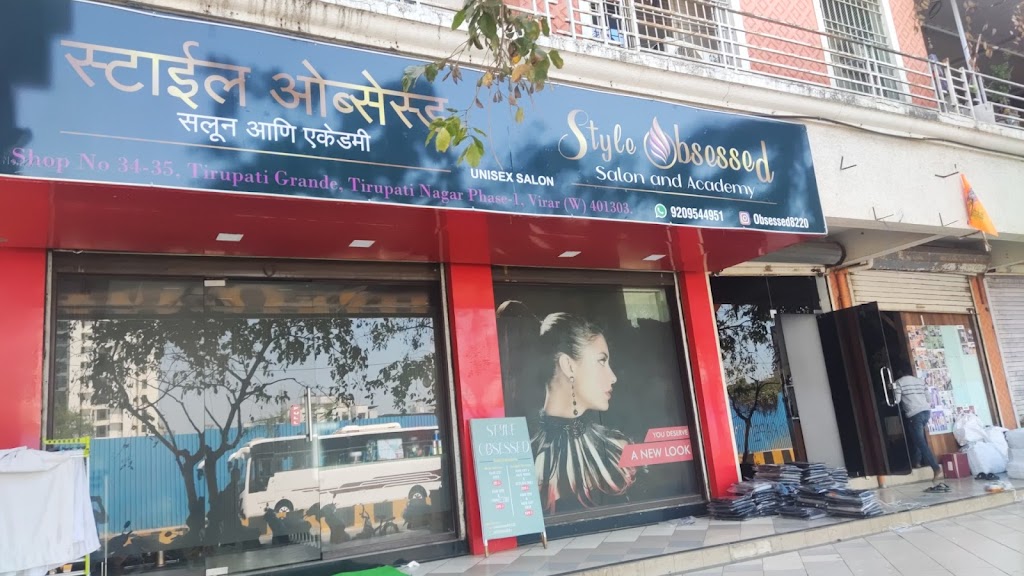 स्टाईल ओब्सेस्ड
सलून आणि एकेडमी
UNISEX SALON
Style Obsessed
Salon and Academy
Shop No 34-35, Tirupati Grande, Tirupati Nagar Phase-1, Virar (W) 401303
9209544951
Obsessed8220
YOU DESERVE
A NEW LOOK
STYLE
OBSESSED